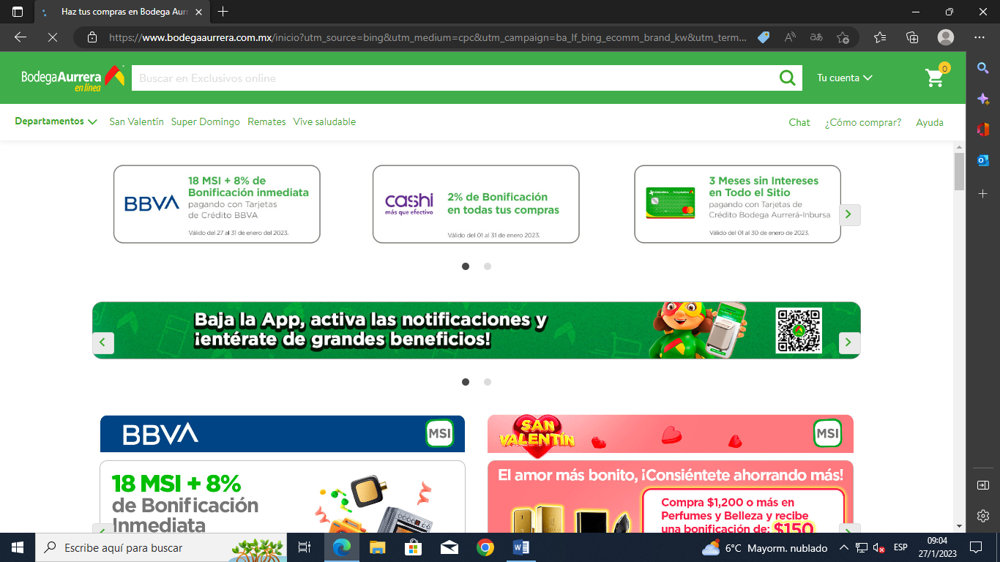 Haz tus compras en Bodega Aurr
https://www.bodegaaurrera.com.mx/inicio?utm_source=bing&utm_medium=cpc&utm_campaign=ba_lf_bing_ecomm_brand_kw&utm_term...
BodegaAurrera
en línea
Buscar en Exclusivos online
Tu cuenta
0
Departamentos
San Valentín
Super Domingo
Remates
Vive saludable
Chat
¿Cómo comprar?
Ayuda
BBVA
18 MSI + 8% de
Bonificación inmediata
pagando con Tarjetas
de Crédito BBVA
Válido del 27 al 31 de enero del 2023.
cashi
más que efectivo
2% de Bonificación
en todas tus compras
Válido del 01 al 31 de enero 2023.
3 Meses sin Intereses
en Todo el Sitio
pagando con Tarjetas de
Crédito Bodega Aurrerá-Inbursa
Válido del 01 al 30 de enero de 2023.
Baja la App, activa las notificaciones y
¡entérate de grandes beneficios!
BBVA
MSI
18 MSI + 8%
de Bonificación
Inmediata
SAN
VALENTÍN
MSI
El amor más bonito, ¡Consiéntete ahorrando más!
Compra $1,200 o más en
Perfumes y Belleza y recibe
una bonificación de: $150
Escribe aquí para buscar
6°C Mayorm. nublado
ESP
09:04
27/1/2023